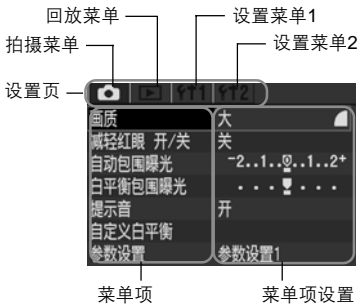 回放菜单
设置菜单1
拍摄菜单
设置菜单2
设置页
画质 大
减轻红眼 开/关 关
自动包围曝光 -2..1..0..1..2+
白平衡包围曝光
提示音 开
自定义白平衡
参数设置 参数设置1
菜单项
菜单项设置